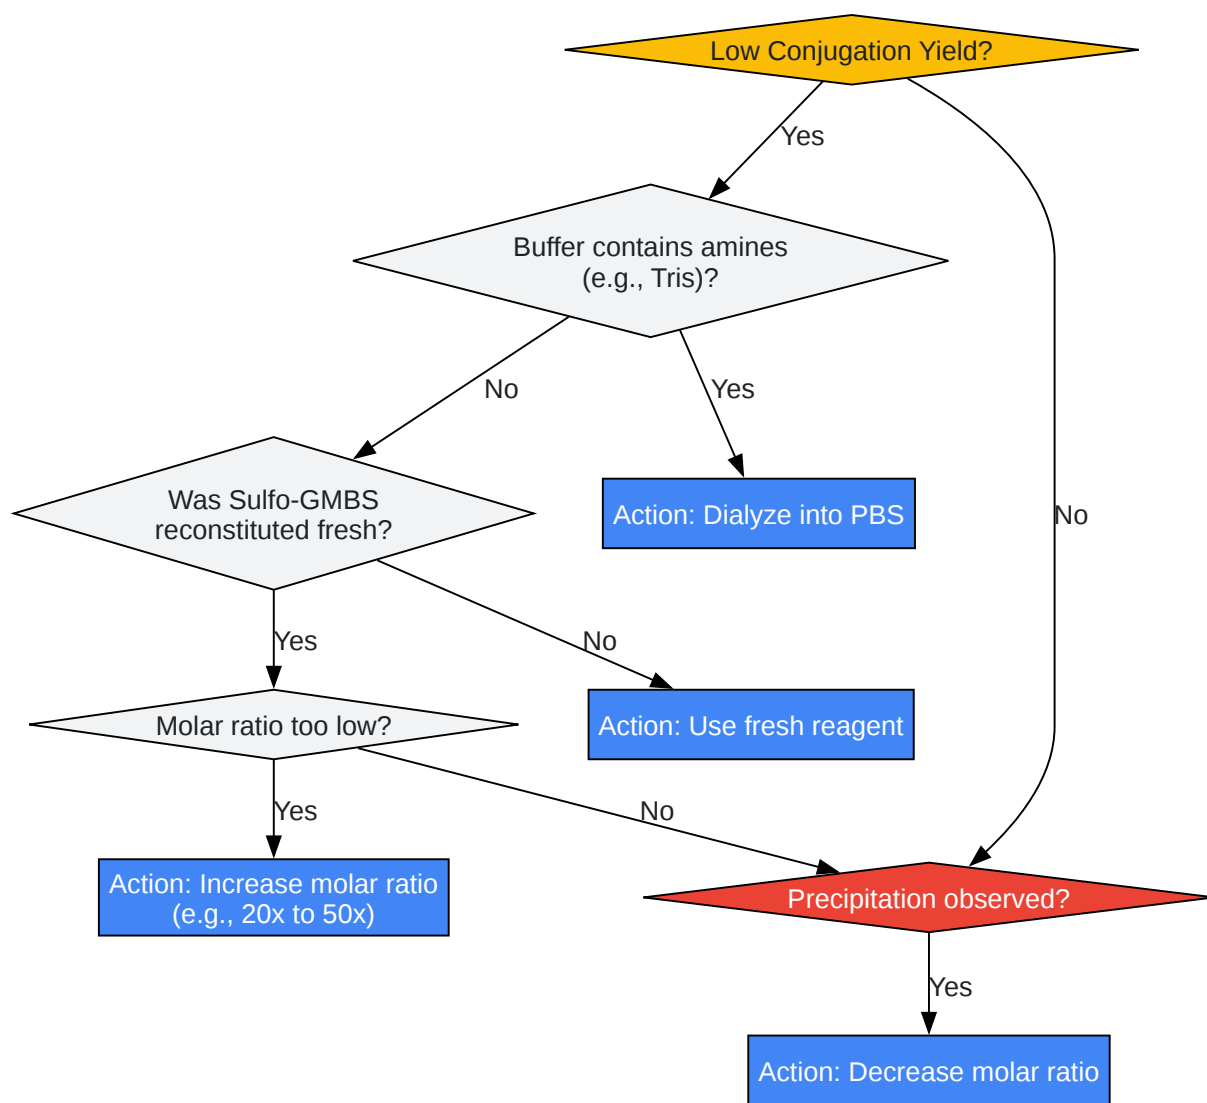 Low Conjugation Yield?
Yes
Buffer contains amines
(e.g., Tris)?
No
Yes
Was Sulfo-GMBS
reconstituted fresh?
Action: Dialyze into PBS
No
Yes
No
Molar ratio too low?
Action: Use fresh reagent
Yes
No
Action: Increase molar ratio
(e.g., 20x to 50x)
Precipitation observed?
Yes
Action: Decrease molar ratio